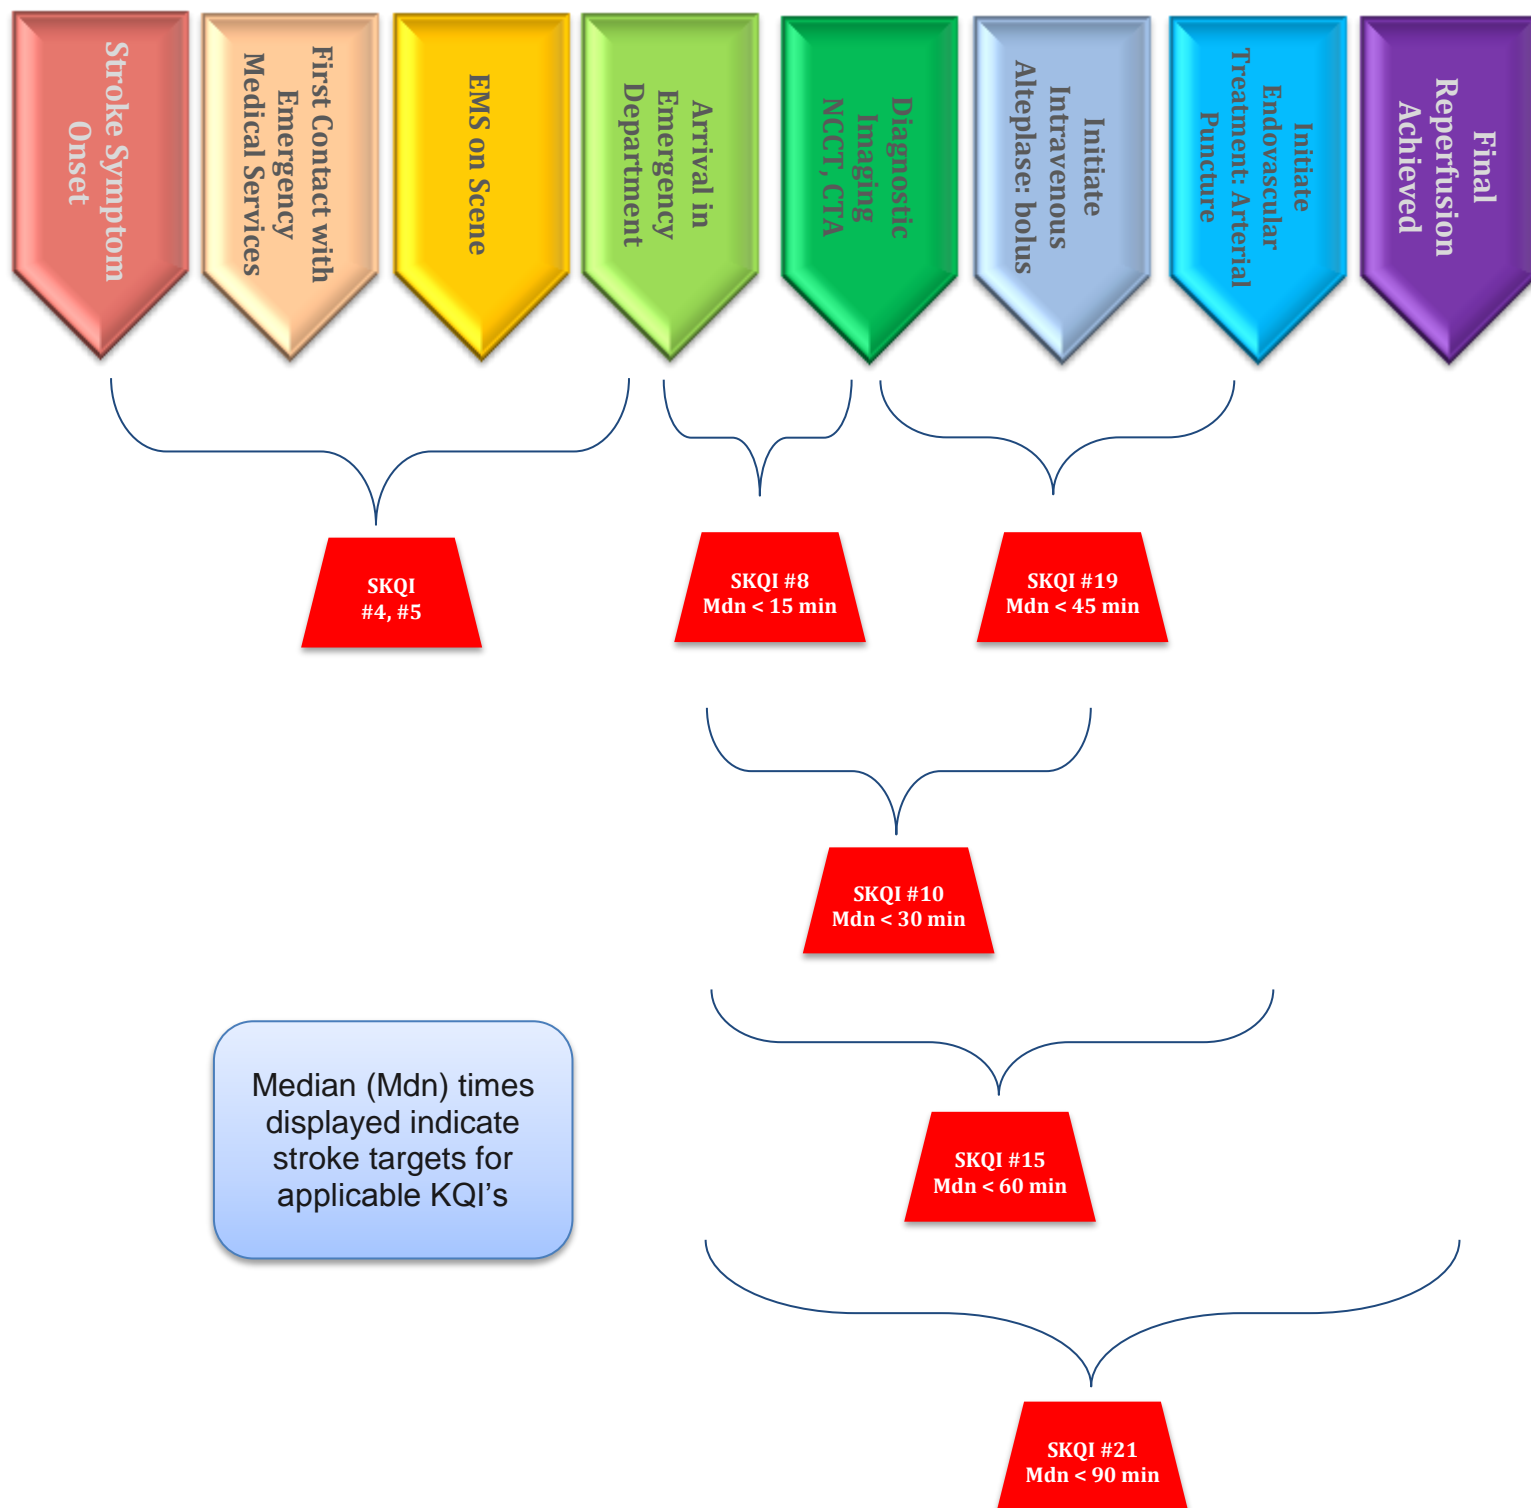 Stroke Symptom
Onset
First Contact with
Emergency
Medical Services
EMS on Scene
Arrival in
Emergency
Department
Diagnostic
Imaging
NCCT, CTA
Initiate
Intravenous
Alteplase: bolus
Initiate
Endovascular
Treatment: Arterial
Puncture
Final
Reperfusion
Achieved
SKQI
#4, #5
SKQI #8
Mdn < 15 min
SKQI #19
Mdn < 45 min
SKQI #10
Mdn < 30 min
Median (Mdn) times
displayed indicate
stroke targets for
applicable KQI’s
SKQI #15
Mdn < 60 min
SKQI #21
Mdn < 90 min